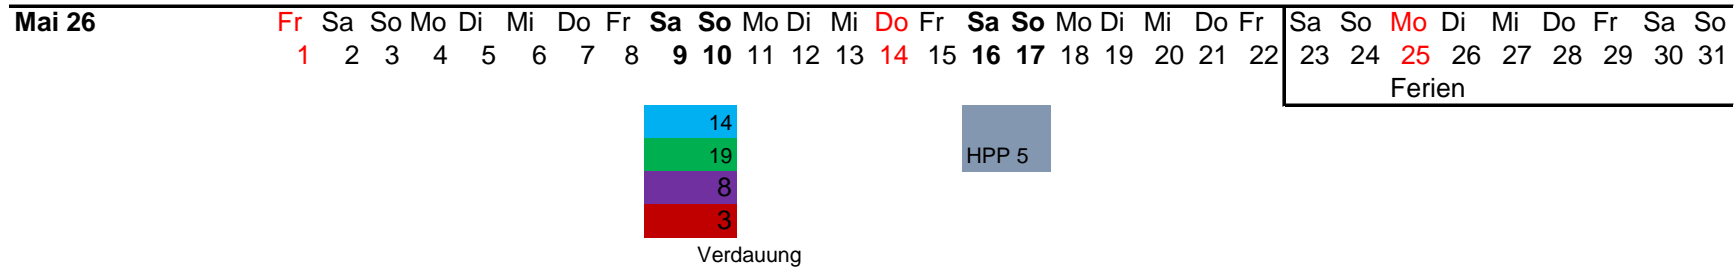 Mai 26 Fr Sa So Mo Di Mi Do Fr Sa So Mo Di Mi Do Fr Sa So Mo Di Mi Do Fr Sa So Mo Di Mi Do Fr Sa So
1 2 3 4 5 6 7 8 9 10 11 12 13 14 15 16 17 18 19 20 21 22 23 24 25 26 27 28 29 30 31
Ferien
14
19 HPP 5
8
3
Verdauung